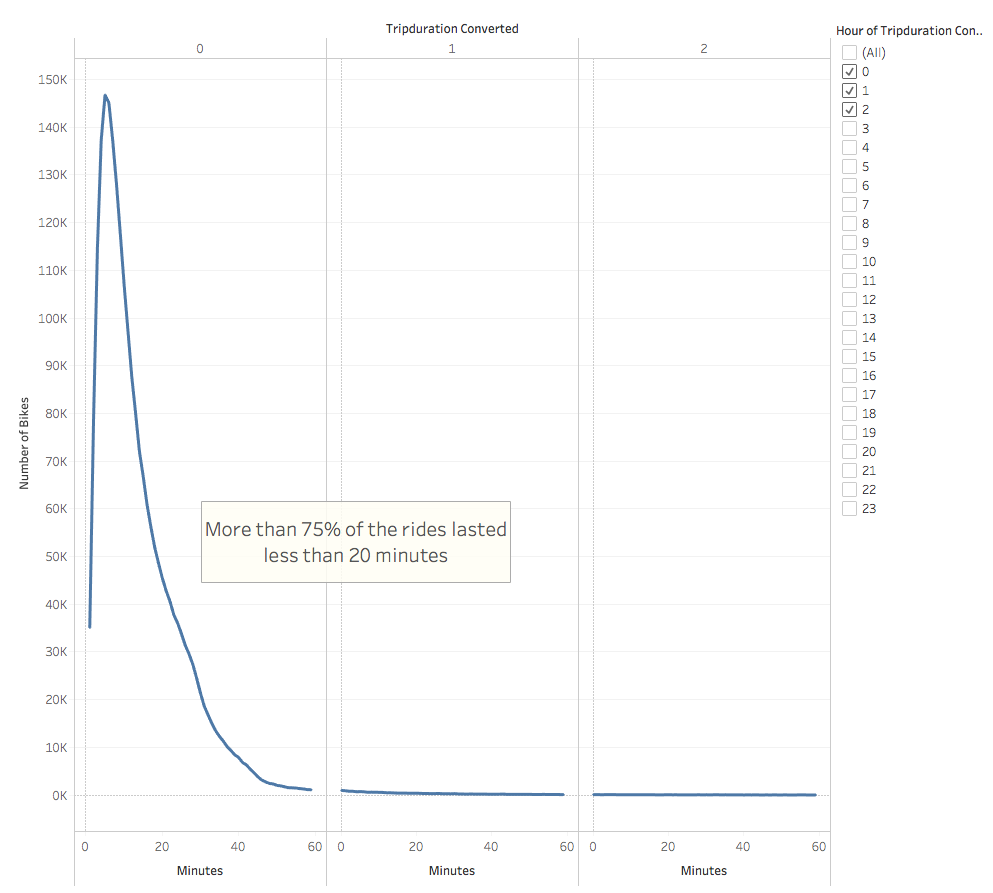 Tripduration Converted
0 1 2
150K
140K
130K
120K
110K
100K
90K
80K
70K
60K
50K
40K
30K
20K
10K
0K
Number of Bikes
More than 75% of the rides lasted
less than 20 minutes
0 20 40 60 0 20 40 60 0 20 40 60
Minutes Minutes Minutes
Hour of Tripduration Con..
(All)
0
1
2
3
4
5
6
7
8
9
10
11
12
13
14
15
16
17
18
19
20
21
22
23